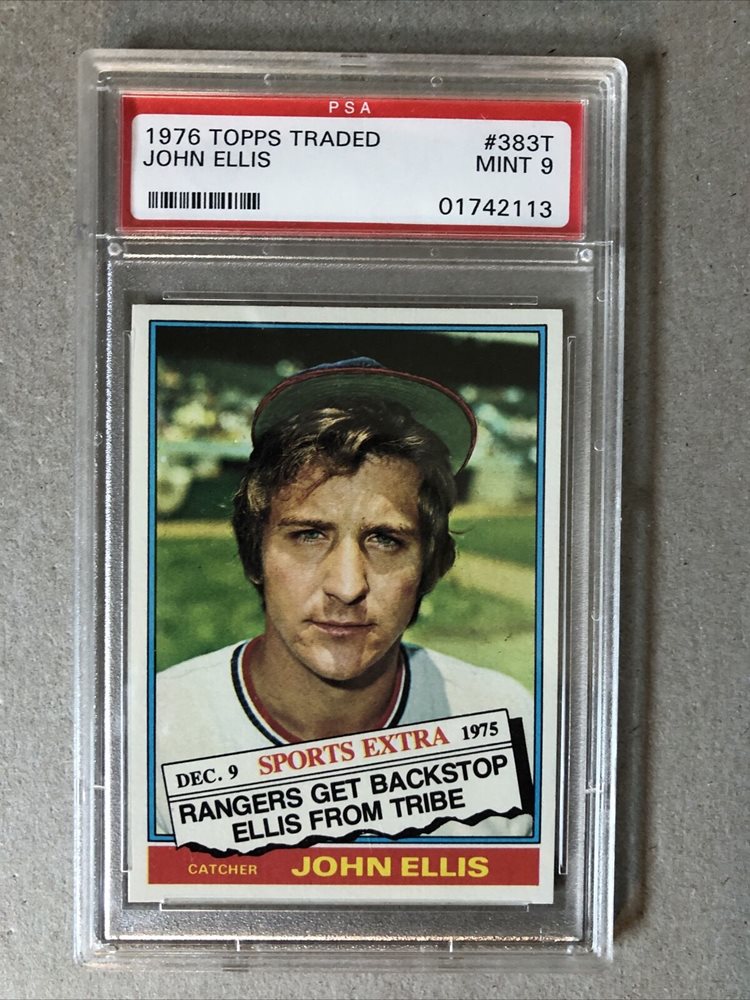 PSA
1976 TOPPS TRADED #383T
JOHN ELLIS MINT 9
01742113
DEC. 9 SPORTS EXTRA 1975
RANGERS GET BACKSTOP
ELLIS FROM TRIBE
CATCHER JOHN ELLIS